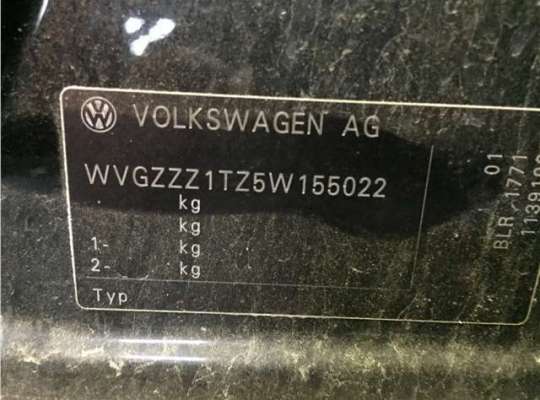 VOLKSWAGEN AG
WVGZZZ1TZ5W155022
kg
kg
1.- kg
2.- kg
Typ
01
BLR 1771